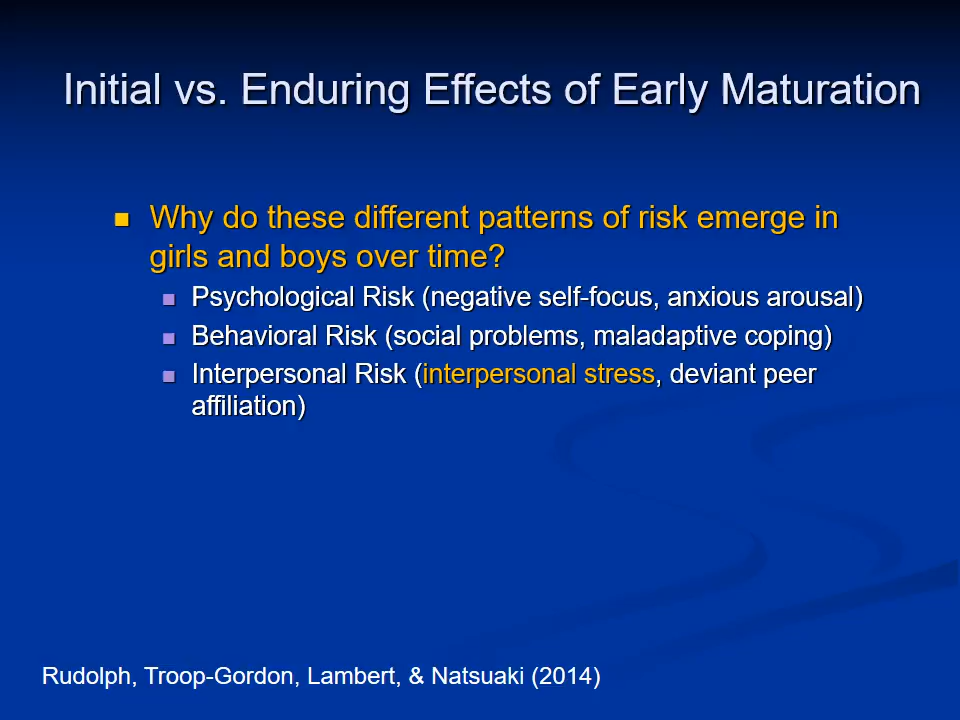 Initial vs. Enduring Effects of Early Maturation
Why do these different patterns of risk emerge in
girls and boys over time?
Psychological Risk (negative self-focus, anxious arousal)
Behavioral Risk (social problems, maladaptive coping)
Interpersonal Risk (interpersonal stress, deviant peer
affiliation)
Rudolph, Troop-Gordon, Lambert, & Natsuaki (2014)